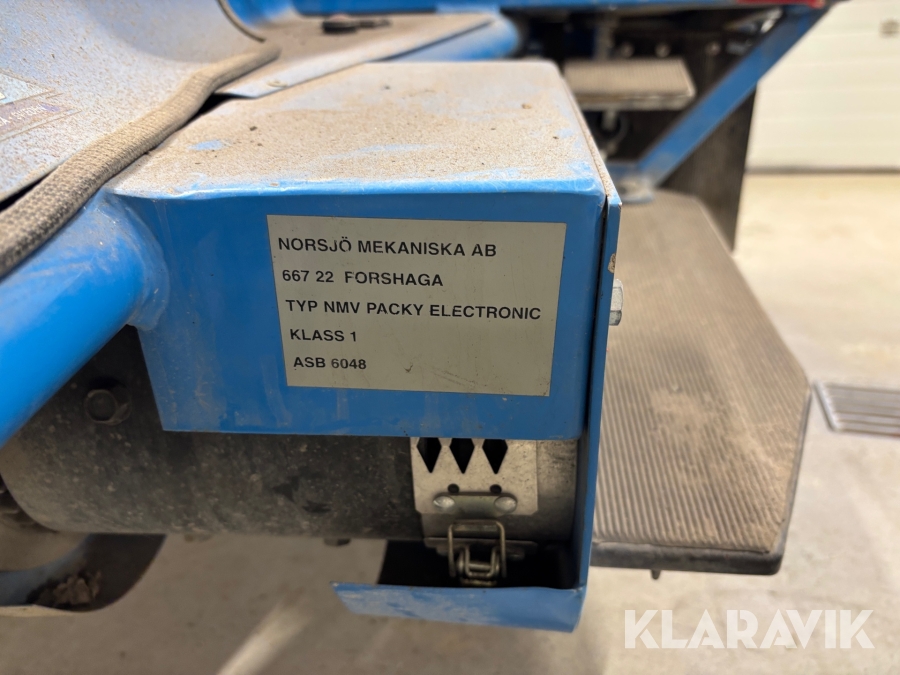 NORSJÖ MEKANISKA AB
667 22 FORSHAGA
TYP NMV PACKY ELECTRONIC
KLASS 1
ASB 6048
KLARAVIK